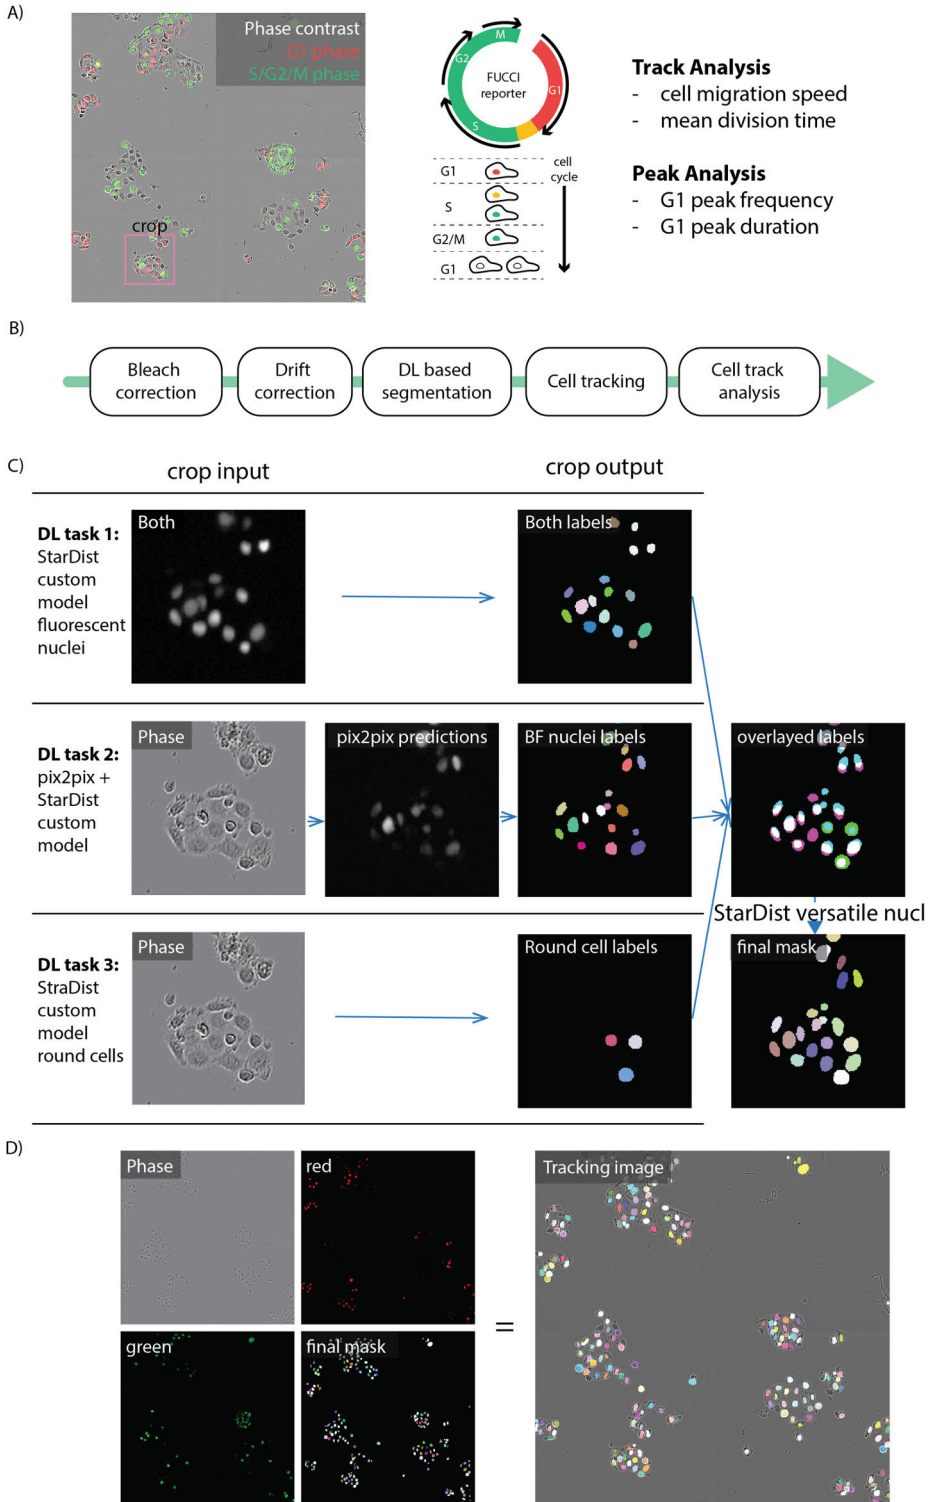 A)
Phase contrast
G1 phase
S/G2/M phase
crop
M
G2
G1
S
FUCCI
reporter
cell
cycle
G1
S
G2/M
G1
Track Analysis
- cell migration speed
- mean division time
Peak Analysis
- G1 peak frequency
- G1 peak duration
B)
Bleach
correction
Drift
correction
DL based
segmentation
Cell tracking
Cell track
analysis
C)
crop input
crop output
DL task 1:
StarDist
custom
model
fluorescent
nuclei
Both
Both labels
DL task 2:
pix2pix +
StarDist
custom
model
Phase
pix2pix predictions
BF nuclei labels
overlayed labels
StarDist versatile nucl
DL task 3:
StraDist
custom
model
round cells
Phase
Round cell labels
final mask
D)
Phase
red
green
final mask
=
Tracking image